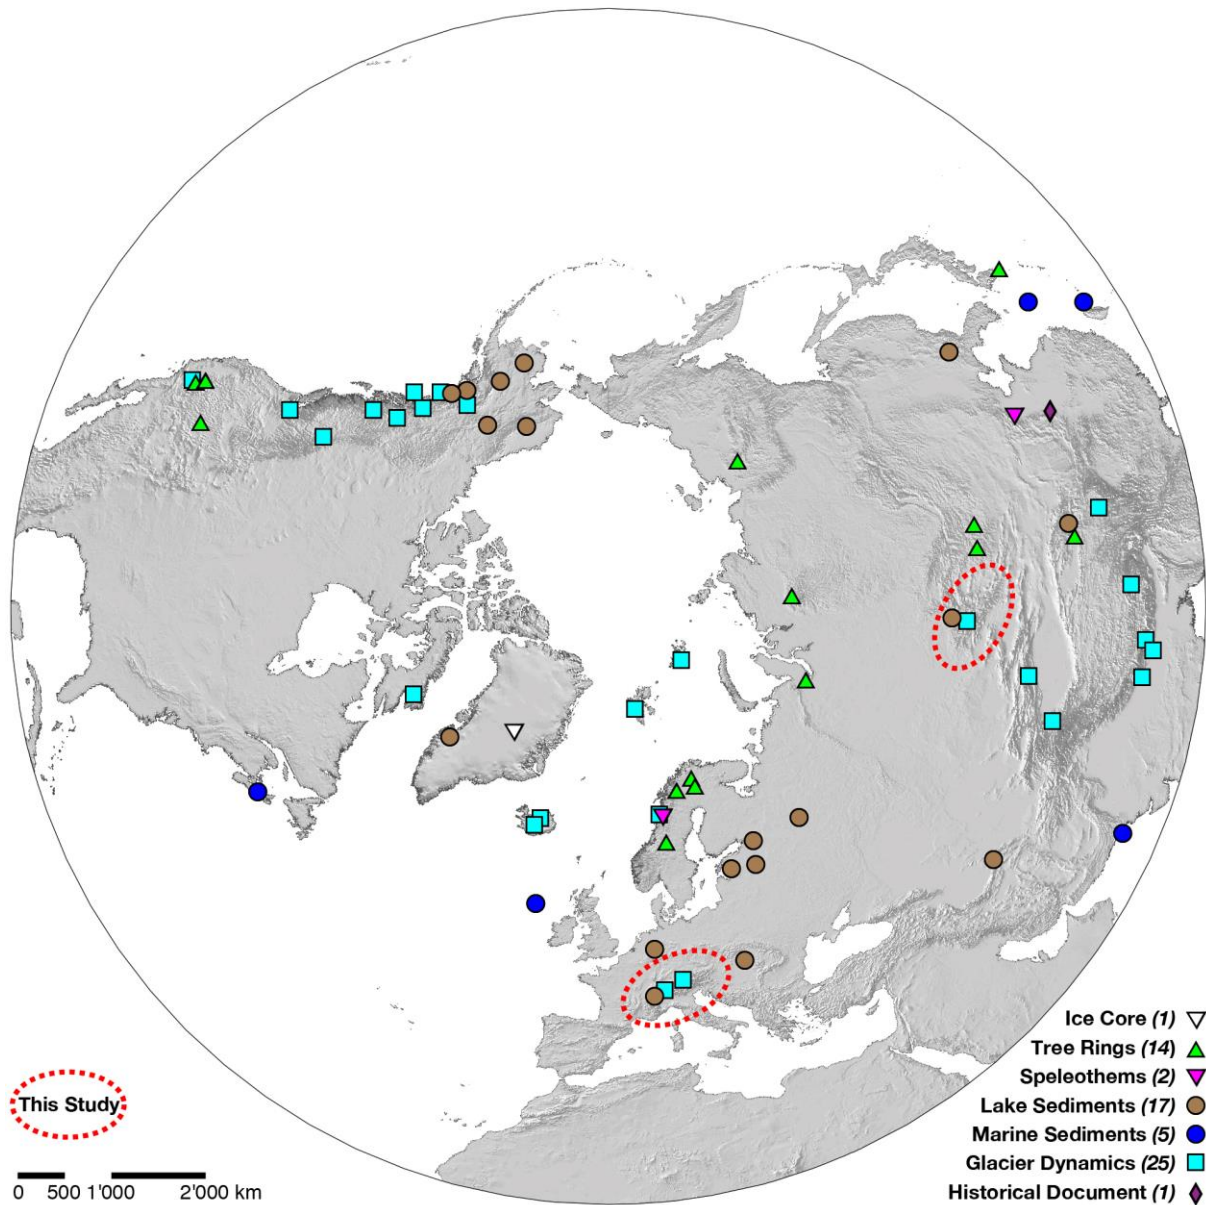 Ice Core (1)
Tree Rings (14)
Speleothems (2)
Lake Sediments (17)
Marine Sediments (5)
Glacier Dynamics (25)
Historical Document (1)
This Study
0 500 1'000 2'000 km